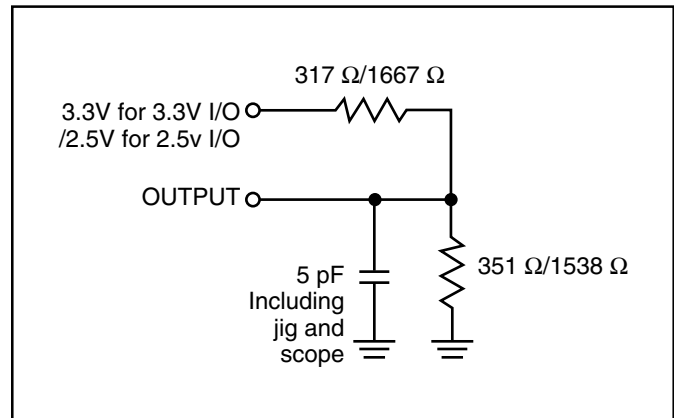 317 Ω/1667 Ω
3.3V for 3.3V I/O
/2.5V for 2.5v I/O
OUTPUT
351 Ω/1538 Ω
5 pF
Including
jig and
scope